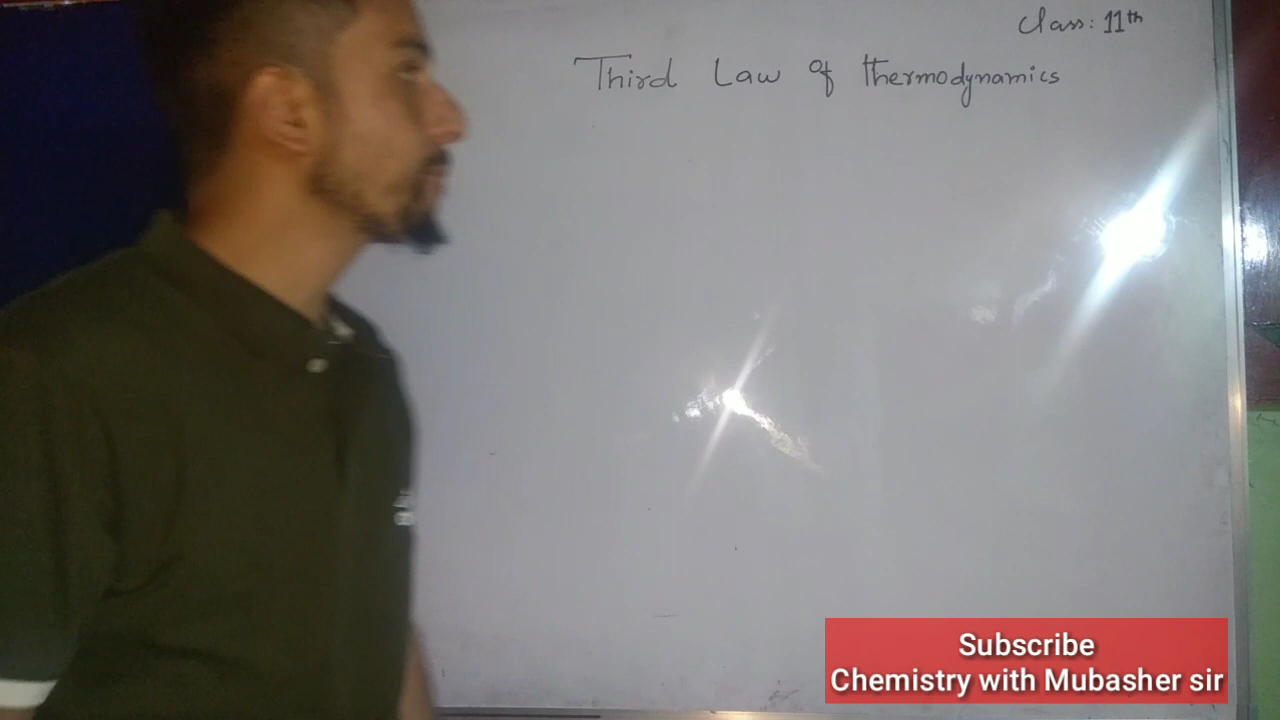 Class: 11th
Third Law of thermodynamics
Subscribe
Chemistry with Mubasher sir